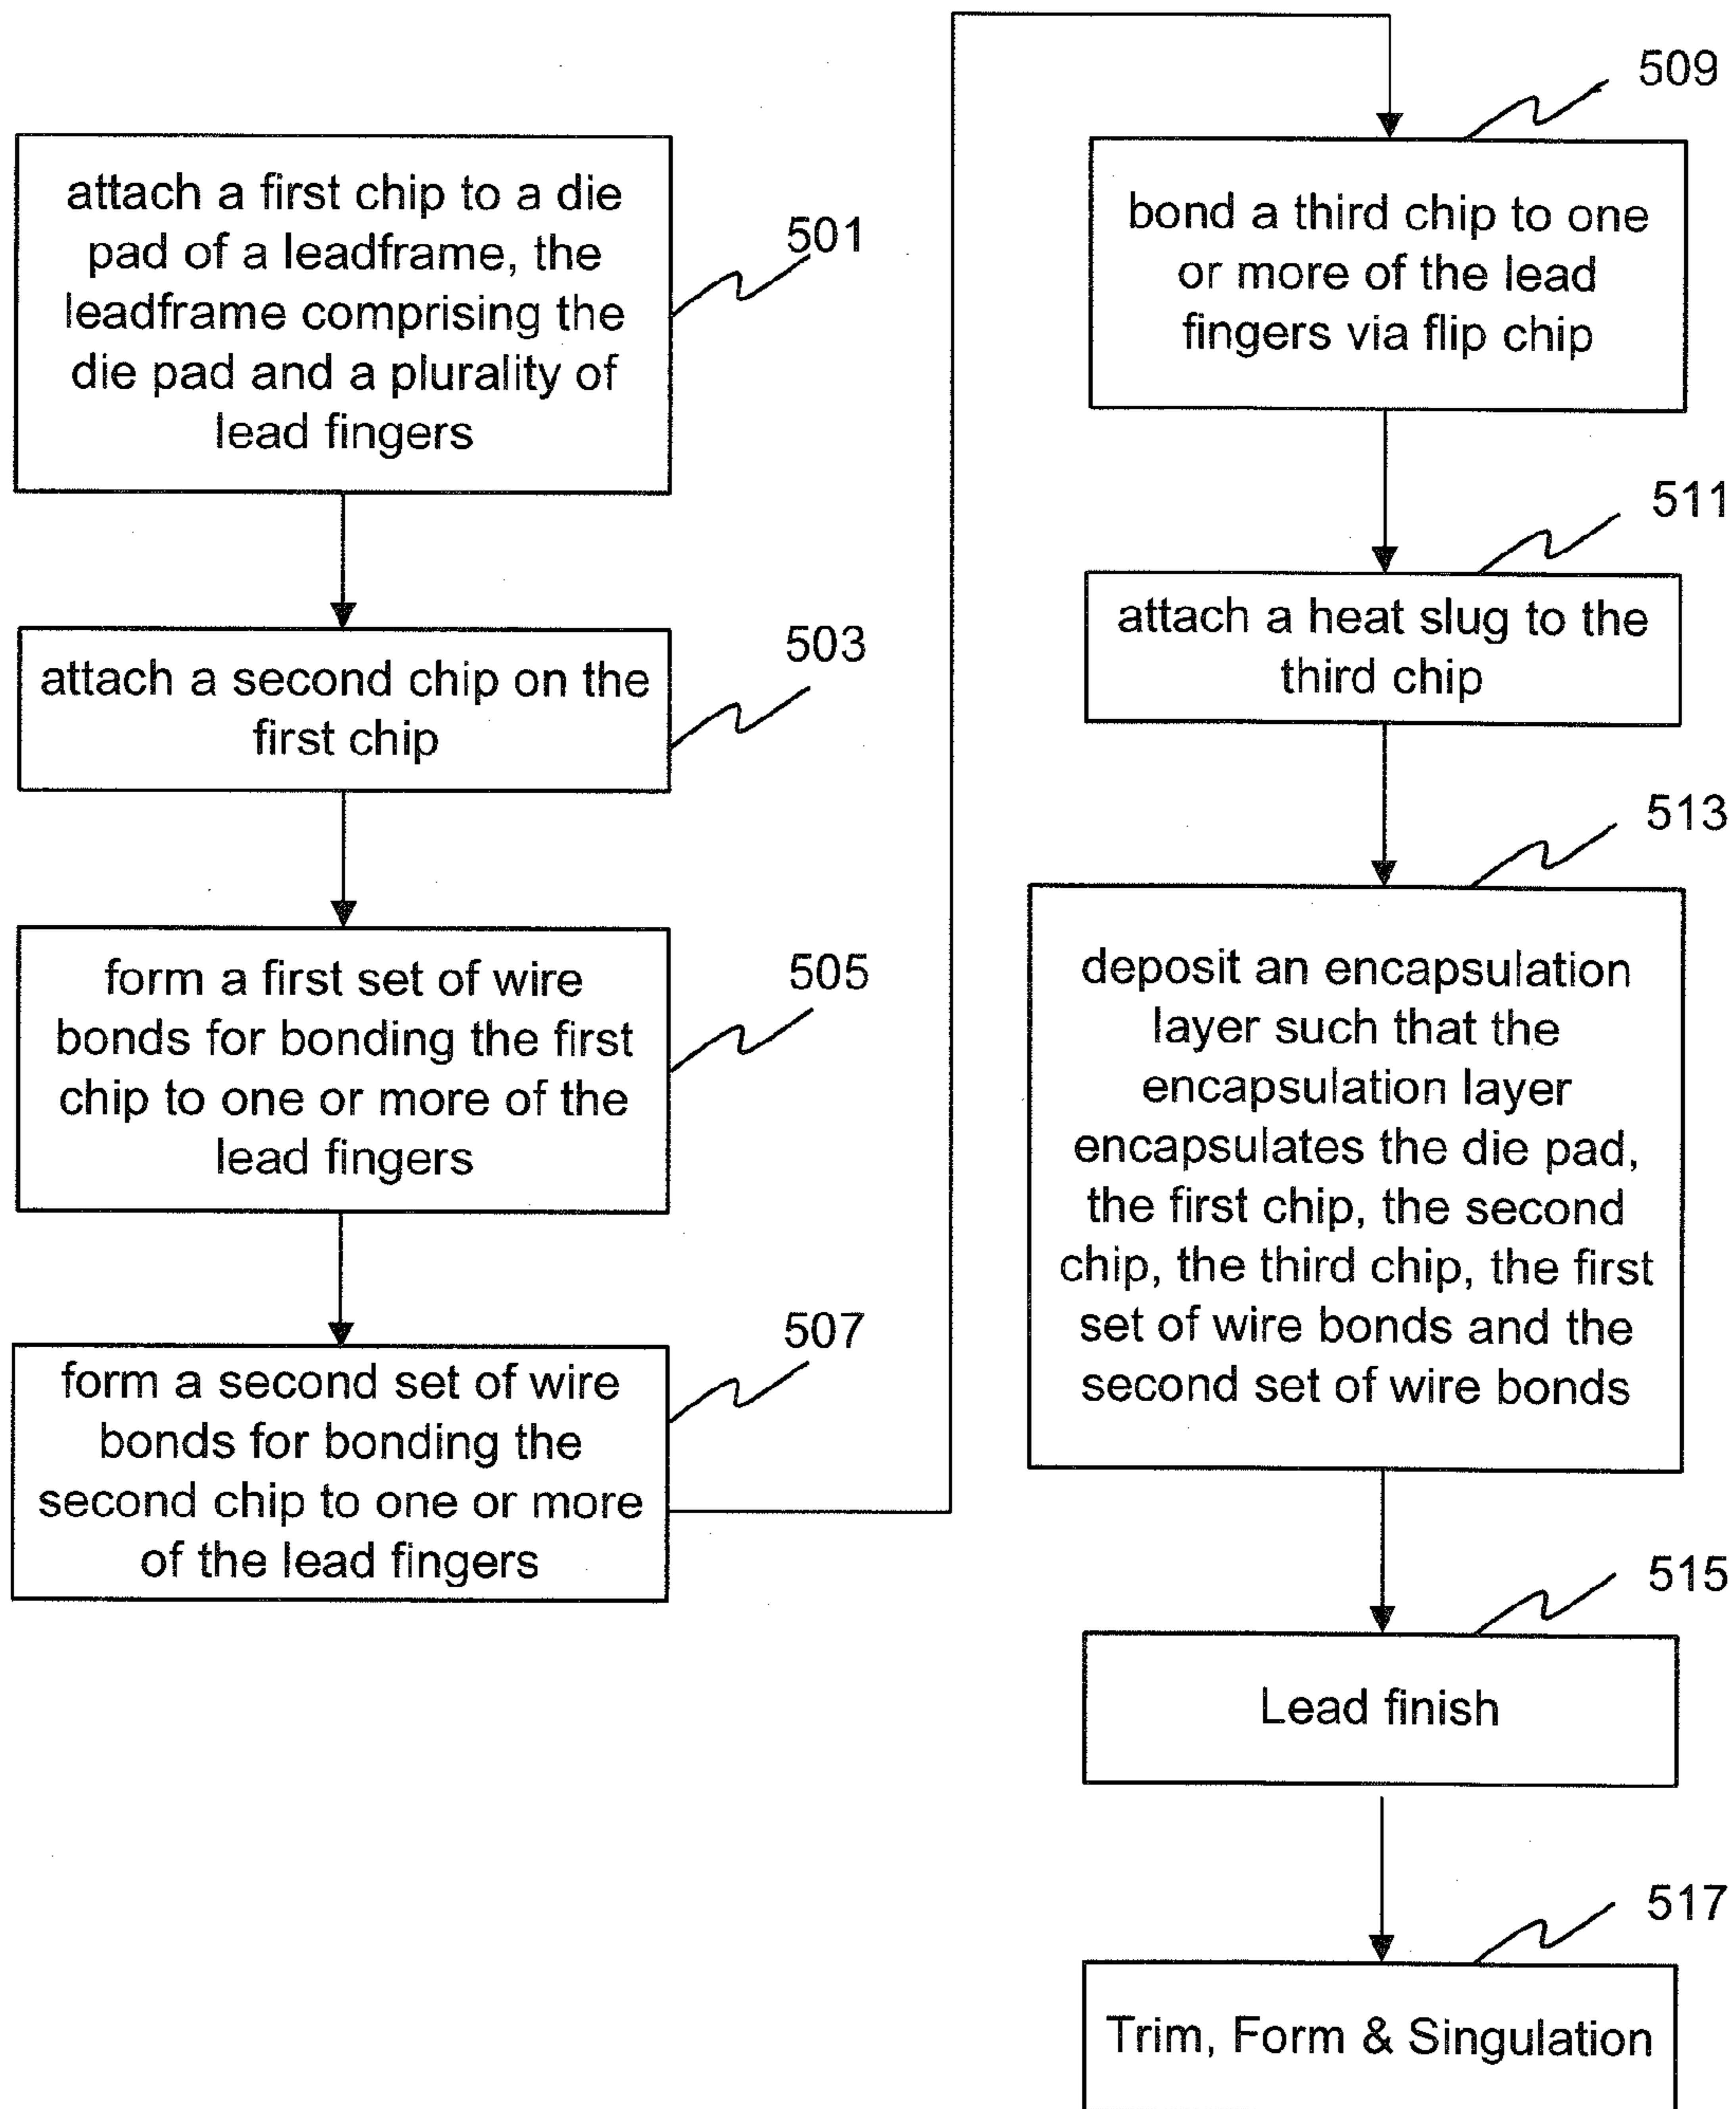 attach a first chip to a die
pad of a leadframe, the
leadframe comprising the
die pad and a plurality of
lead fingers
501
attach a second chip on the
first chip
503
form a first set of wire
bonds for bonding the first
chip to one or more of the
lead fingers
505
form a second set of wire
bonds for bonding the
second chip to one or more
of the lead fingers
507
509
bond a third chip to one
or more of the lead
fingers via flip chip
511
attach a heat slug to the
third chip
513
deposit an encapsulation
layer such that the
encapsulation layer
encapsulates the die pad,
the first chip, the second
chip, the third chip, the first
set of wire bonds and the
second set of wire bonds
515
Lead finish
517
Trim, Form & Singulation